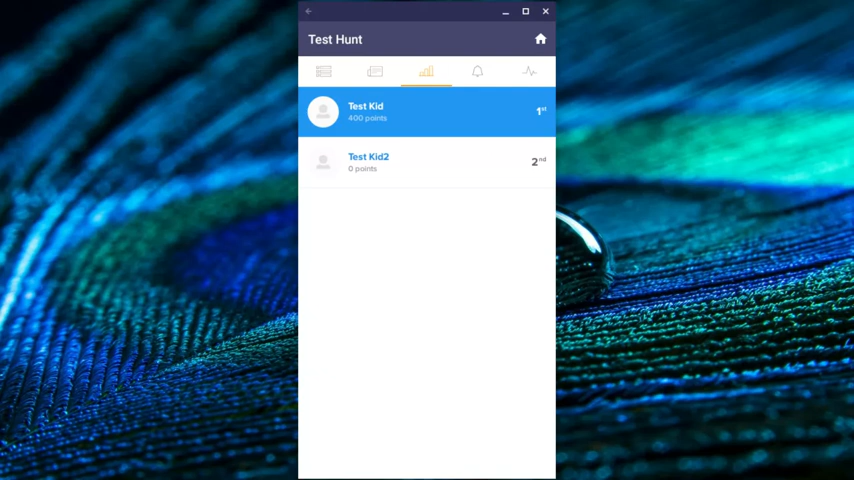 Test Hunt
Test Kid
400 points
1st
Test Kid2
0 points
2nd